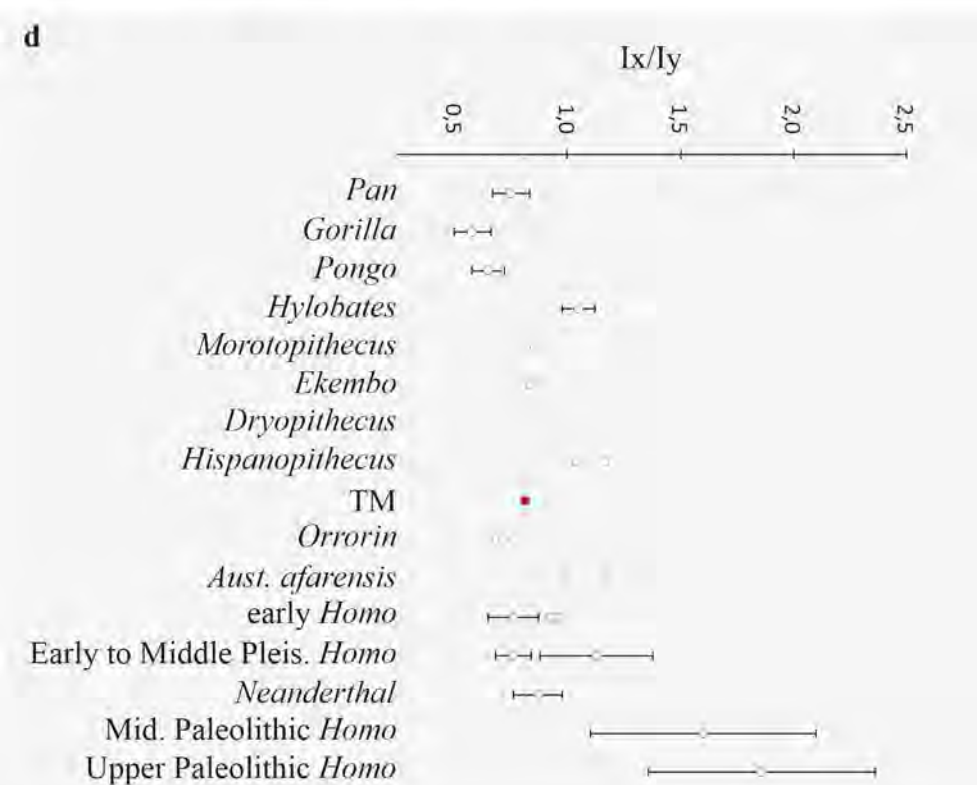 d
Ix/Iy
0,5 1,0 1,5 2,0 2,5
Pan
Gorilla
Pongo
Hylobates
Morotopithecus
Ekembo
Dryopithecus
Hispanopithecus
TM
Orrorin
Aust. afarensis
early Homo
Early to Middle Pleis. Homo
Neanderthal
Mid. Paleolithic Homo
Upper Paleolithic Homo